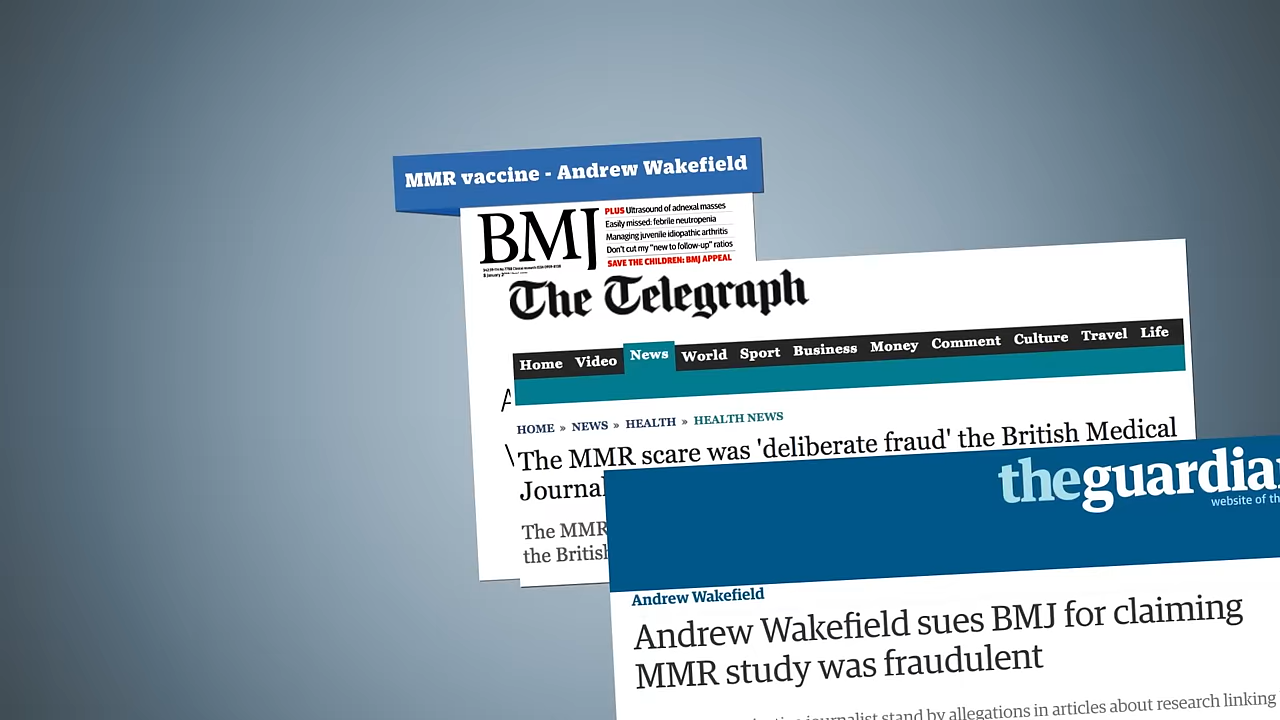 MMR vaccine - Andrew Wakefield
BMJ
PLUS Ultrasound of adnexal masses
Easily missed: febrile neutropenia
Managing juvenile idiopathic arthritis
Don't cut my "new to follow-up" ratios
SAVE THE CHILDREN: BMJ APPEAL
The Telegraph
Home Video News World Sport Business Money Comment Culture Travel Life
HOME » NEWS » HEALTH » HEALTH NEWS
The MMR scare was 'deliberate fraud' the British Medical
Journal
The MMR
the British
theguardia
website of th
Andrew Wakefield
Andrew Wakefield sues BMJ for claiming
MMR study was fraudulent
journalist stand by allegations in articles about research linking